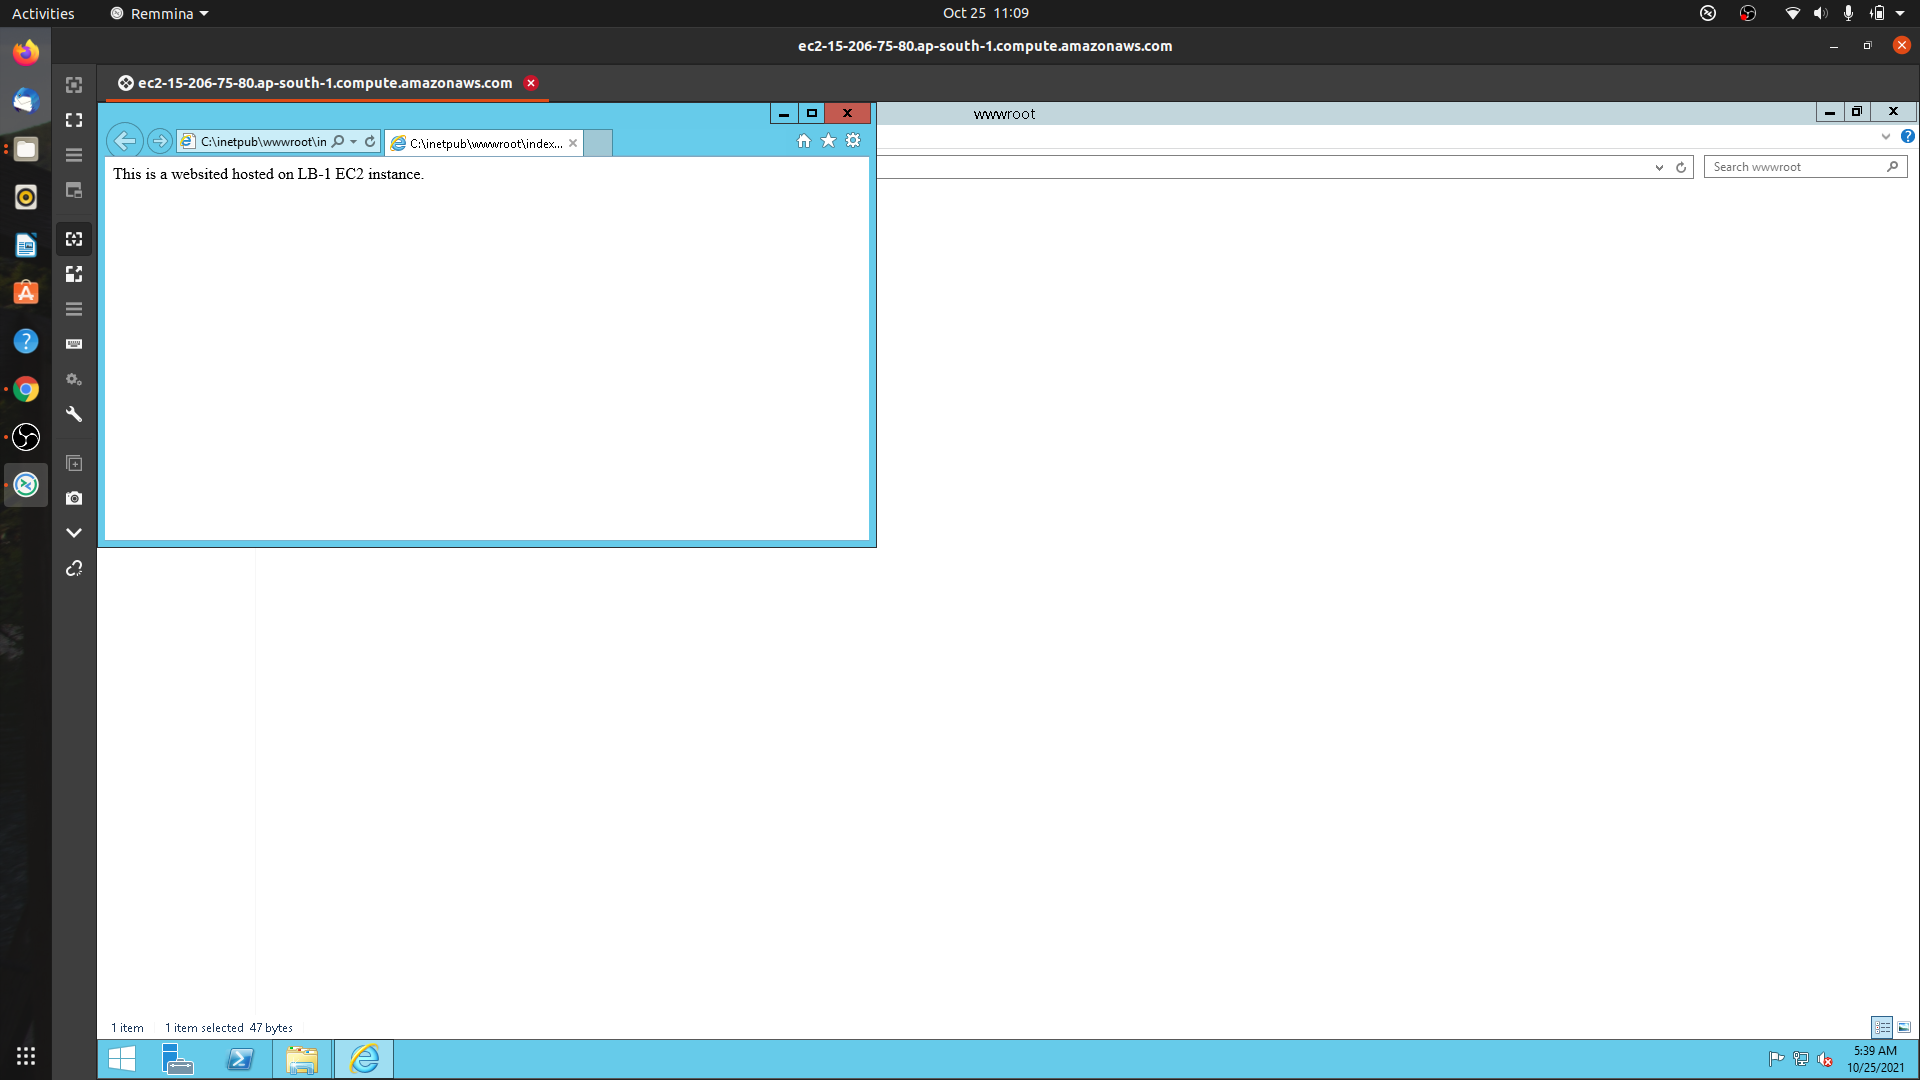 Activities
Remmina
Oct 25 11:09
ec2-15-206-75-80.ap-south-1.compute.amazonaws.com
ec2-15-206-75-80.ap-south-1.compute.amazonaws.com
wwwroot
C:\inetpub\wwwroot\in
C:\inetpub\wwwroot\index...
Search wwwroot
This is a websited hosted on LB-1 EC2 instance.
1 item
1 item selected 47 bytes
5:39 AM
10/25/2021